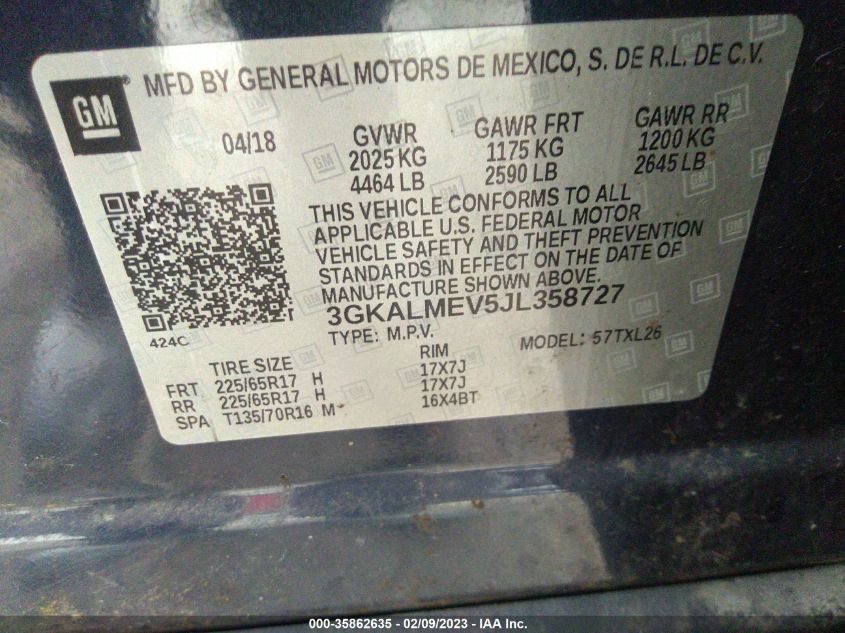 GM
MFD BY GENERAL MOTORS DE MEXICO, S. DE R.L. DE C.V.
04/18 GVWR GAWR FRT GAWR RR
2025 KG 1175 KG 1200 KG
4464 LB 2590 LB 2645 LB
THIS VEHICLE CONFORMS TO ALL
APPLICABLE U.S. FEDERAL MOTOR
VEHICLE SAFETY AND THEFT PREVENTION
STANDARDS IN EFFECT ON THE DATE OF
MANUFACTURE SHOWN ABOVE.
424C 3GKALMEV5JL358727
TYPE: M.P.V. MODEL: 57TXL26
TIRE SIZE RIM
FRT 225/65R17 H 17X7J
RR 225/65R17 H 17X7J
SPA T135/70R16 M 16X4BT
000-35862635 - 02/09/2023 - IAA Inc.